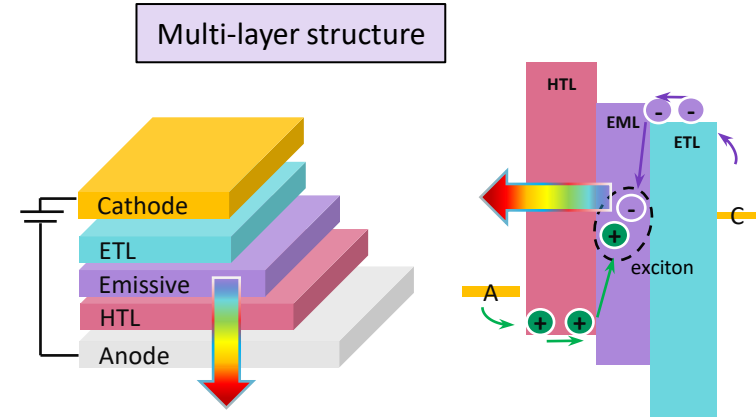 Multi-layer structure
Cathode
ETL
Emissive
HTL
Anode
HTL
EML
ETL
- -
-
+
exciton
C
A
+ +